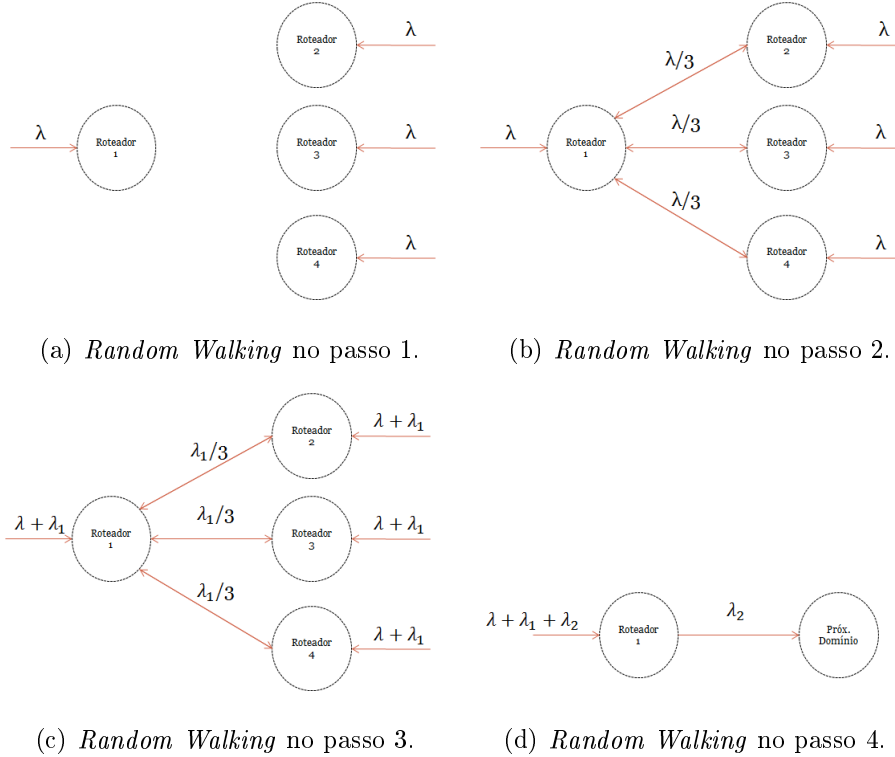 Roteador
1
λ
Roteador
2
λ
Roteador
3
λ
Roteador
4
λ
(a) Random Walking no passo 1.
λ
Roteador
1
λ/3
λ/3
λ/3
Roteador
2
λ
Roteador
3
λ
Roteador
4
λ
(b) Random Walking no passo 2.
λ + λ₁
Roteador
1
λ₁/3
λ₁/3
λ₁/3
Roteador
2
λ + λ₁
Roteador
3
λ + λ₁
Roteador
4
λ + λ₁
(c) Random Walking no passo 3.
λ + λ₁ + λ₂
Roteador
1
λ₂
Próx.
Domínio
(d) Random Walking no passo 4.